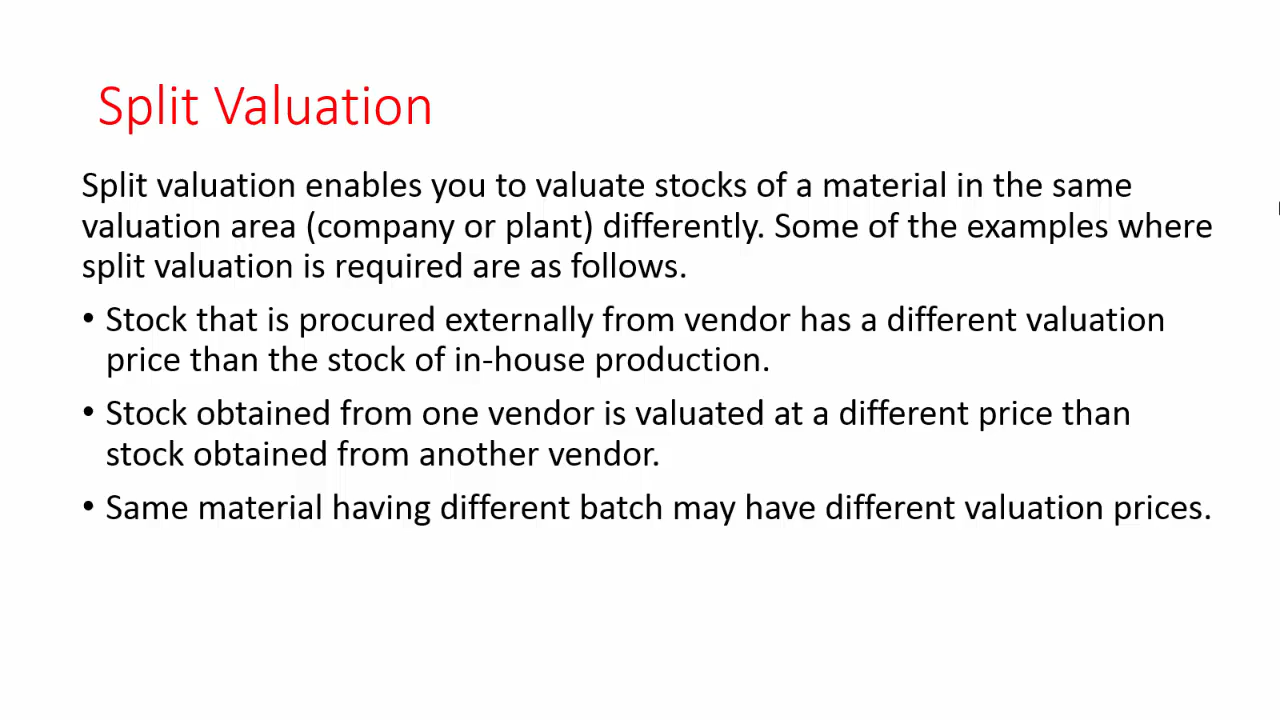 Split Valuation
Split valuation enables you to valuate stocks of a material in the same
valuation area (company or plant) differently. Some of the examples where
split valuation is required are as follows.
• Stock that is procured externally from vendor has a different valuation
price than the stock of in-house production.
• Stock obtained from one vendor is valuated at a different price than
stock obtained from another vendor.
• Same material having different batch may have different valuation prices.